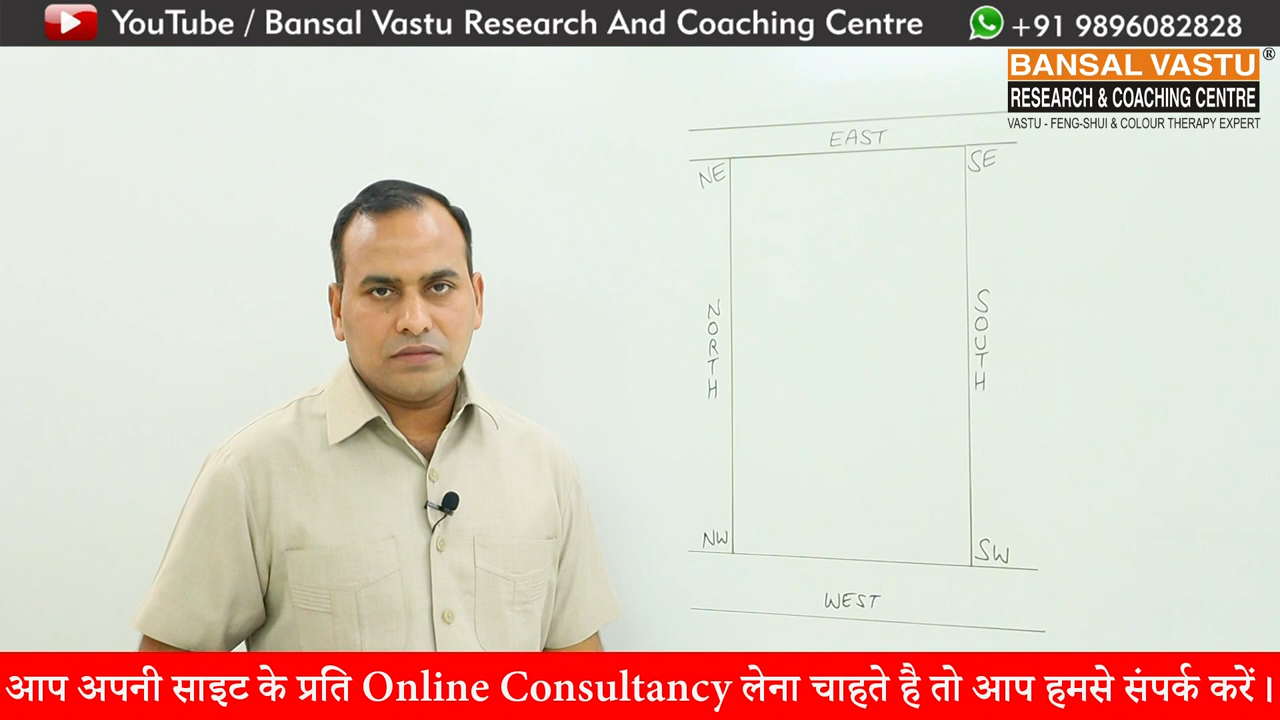 YouTube / Bansal Vastu Research And Coaching Centre
+91 9896082828
BANSAL VASTU®
RESEARCH & COACHING CENTRE
VASTU - FENG-SHUI & COLOUR THERAPY EXPERT
EAST
NE
SE
NORTH
SOUTH
NW
SW
WEST
आप अपनी साइट के प्रति Online Consultancy लेना चाहते है तो आप हमसे संपर्क करें।